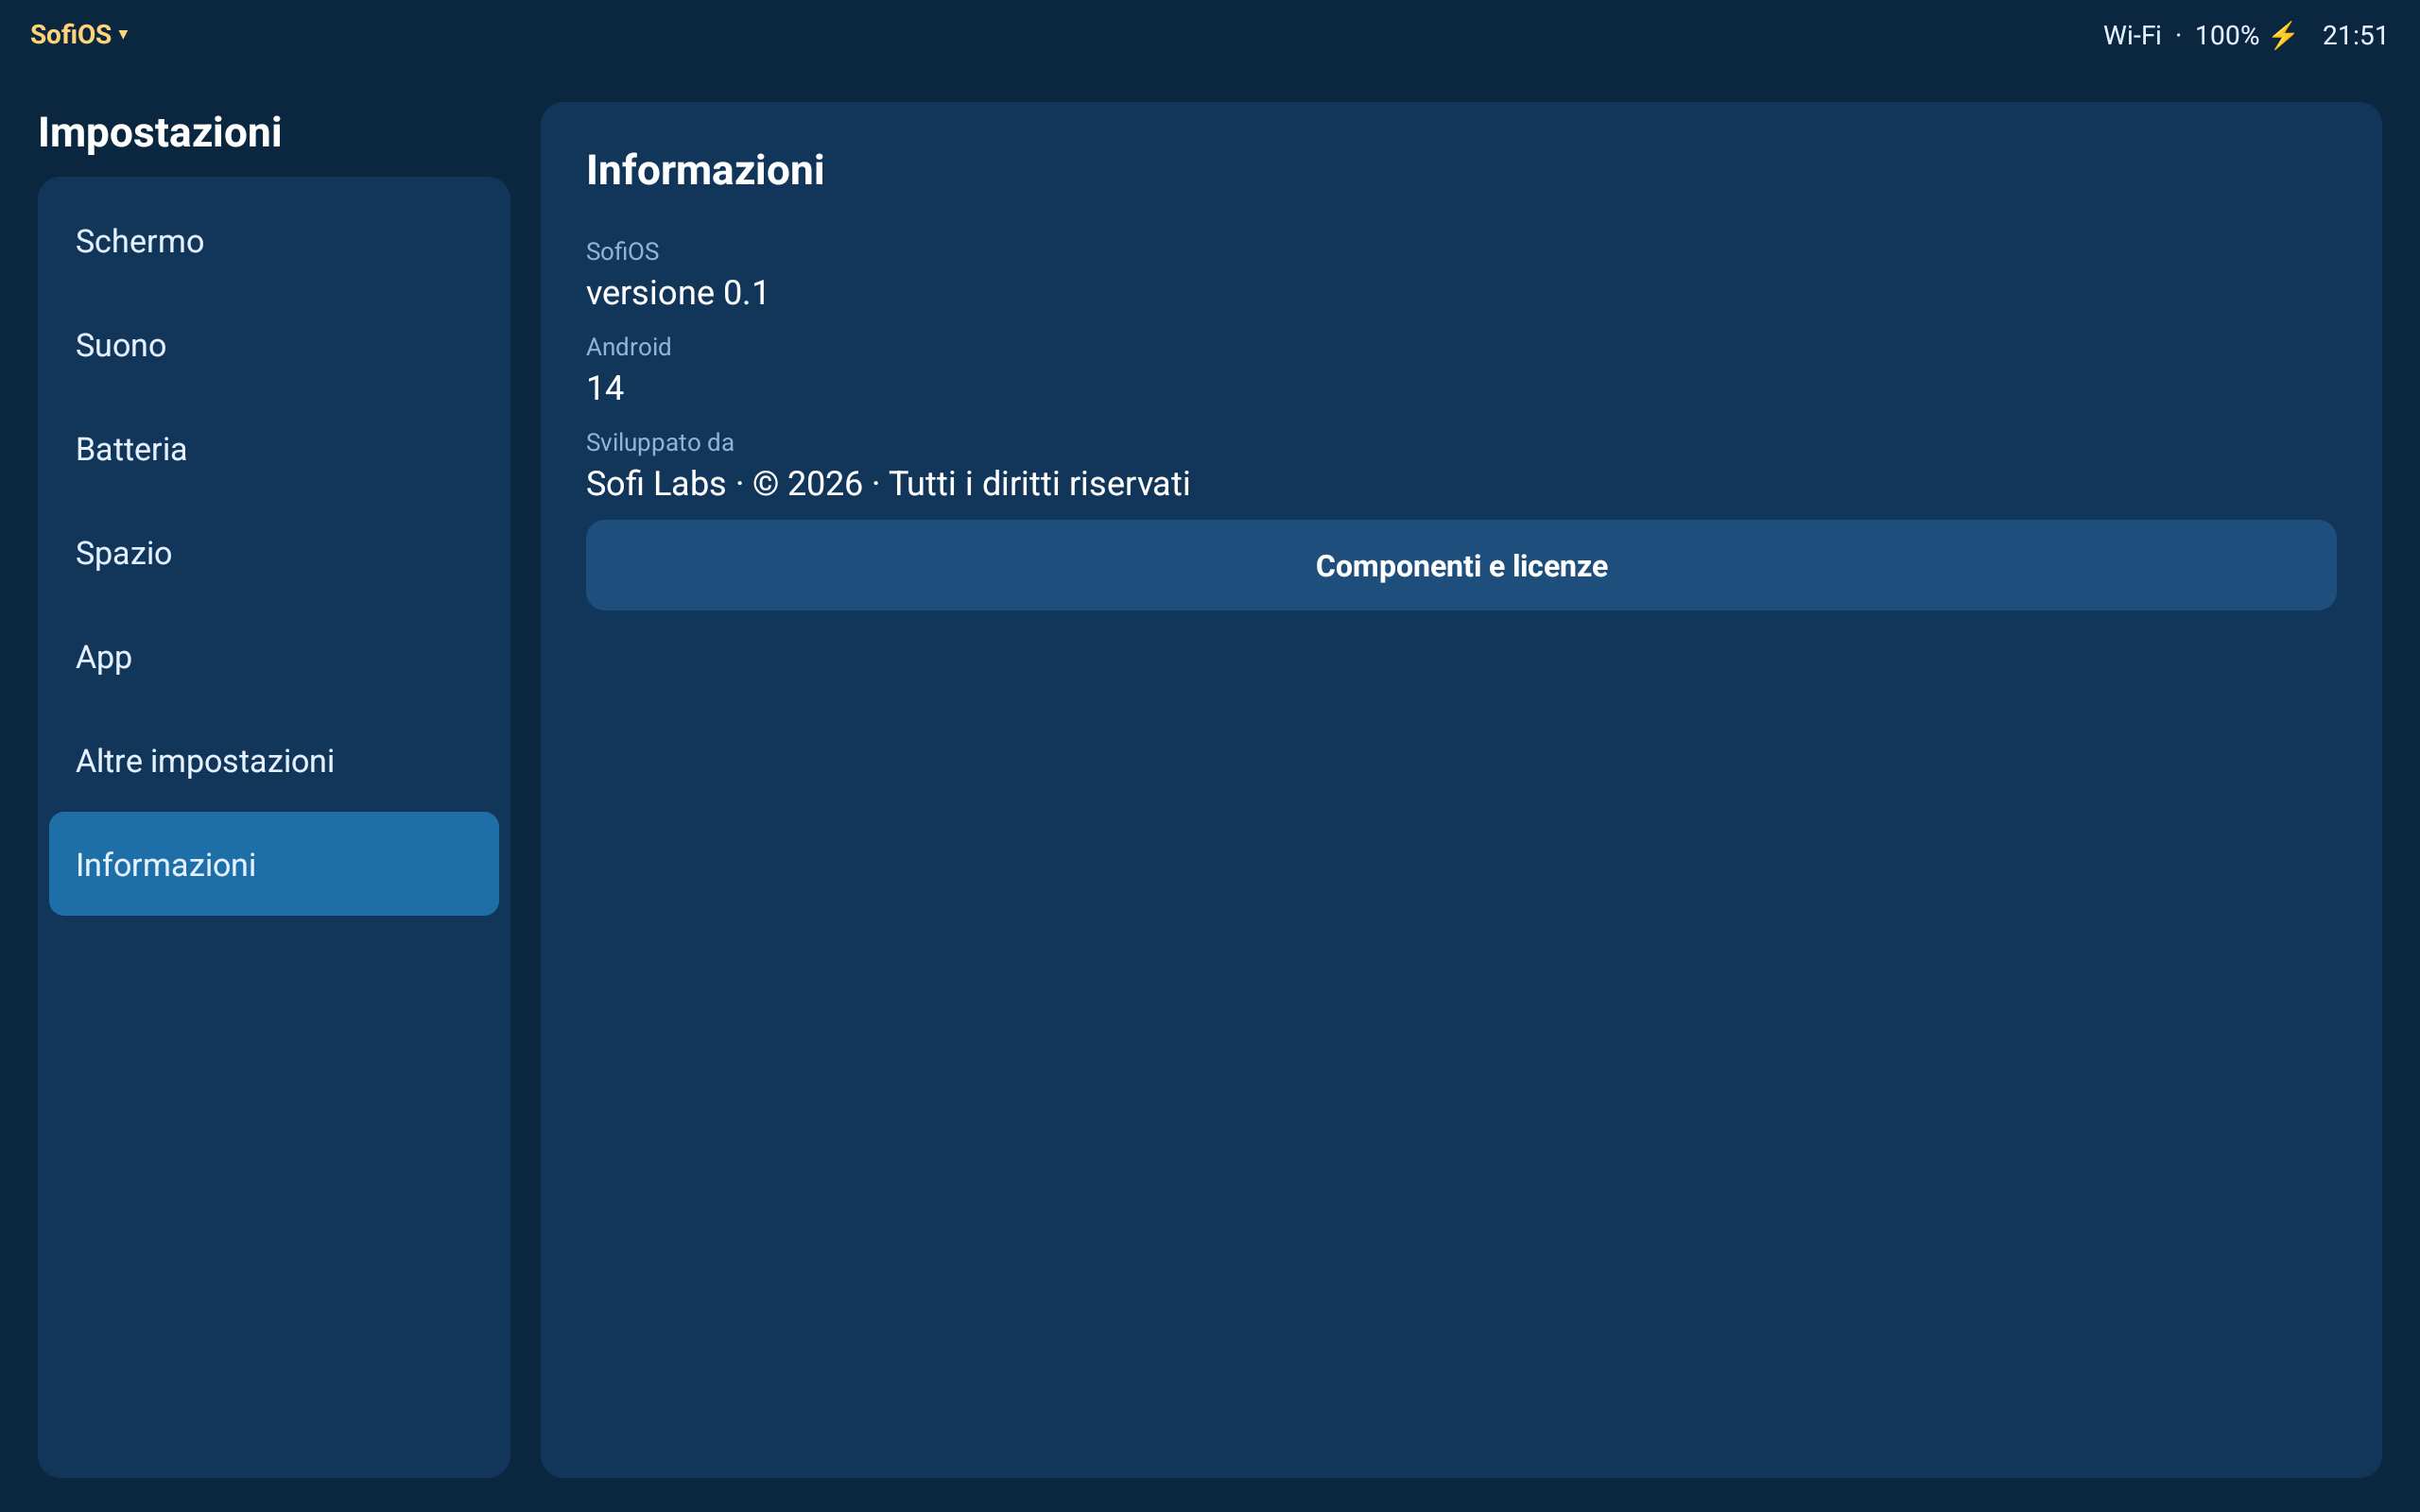 SofiOS ▾
Wi-Fi · 100% ⚡ 21:51
Impostazioni
Schermo
Suono
Batteria
Spazio
App
Altre impostazioni
Informazioni
Informazioni
SofiOS
versione 0.1
Android
14
Sviluppato da
Sofi Labs · © 2026 · Tutti i diritti riservati
Componenti e licenze